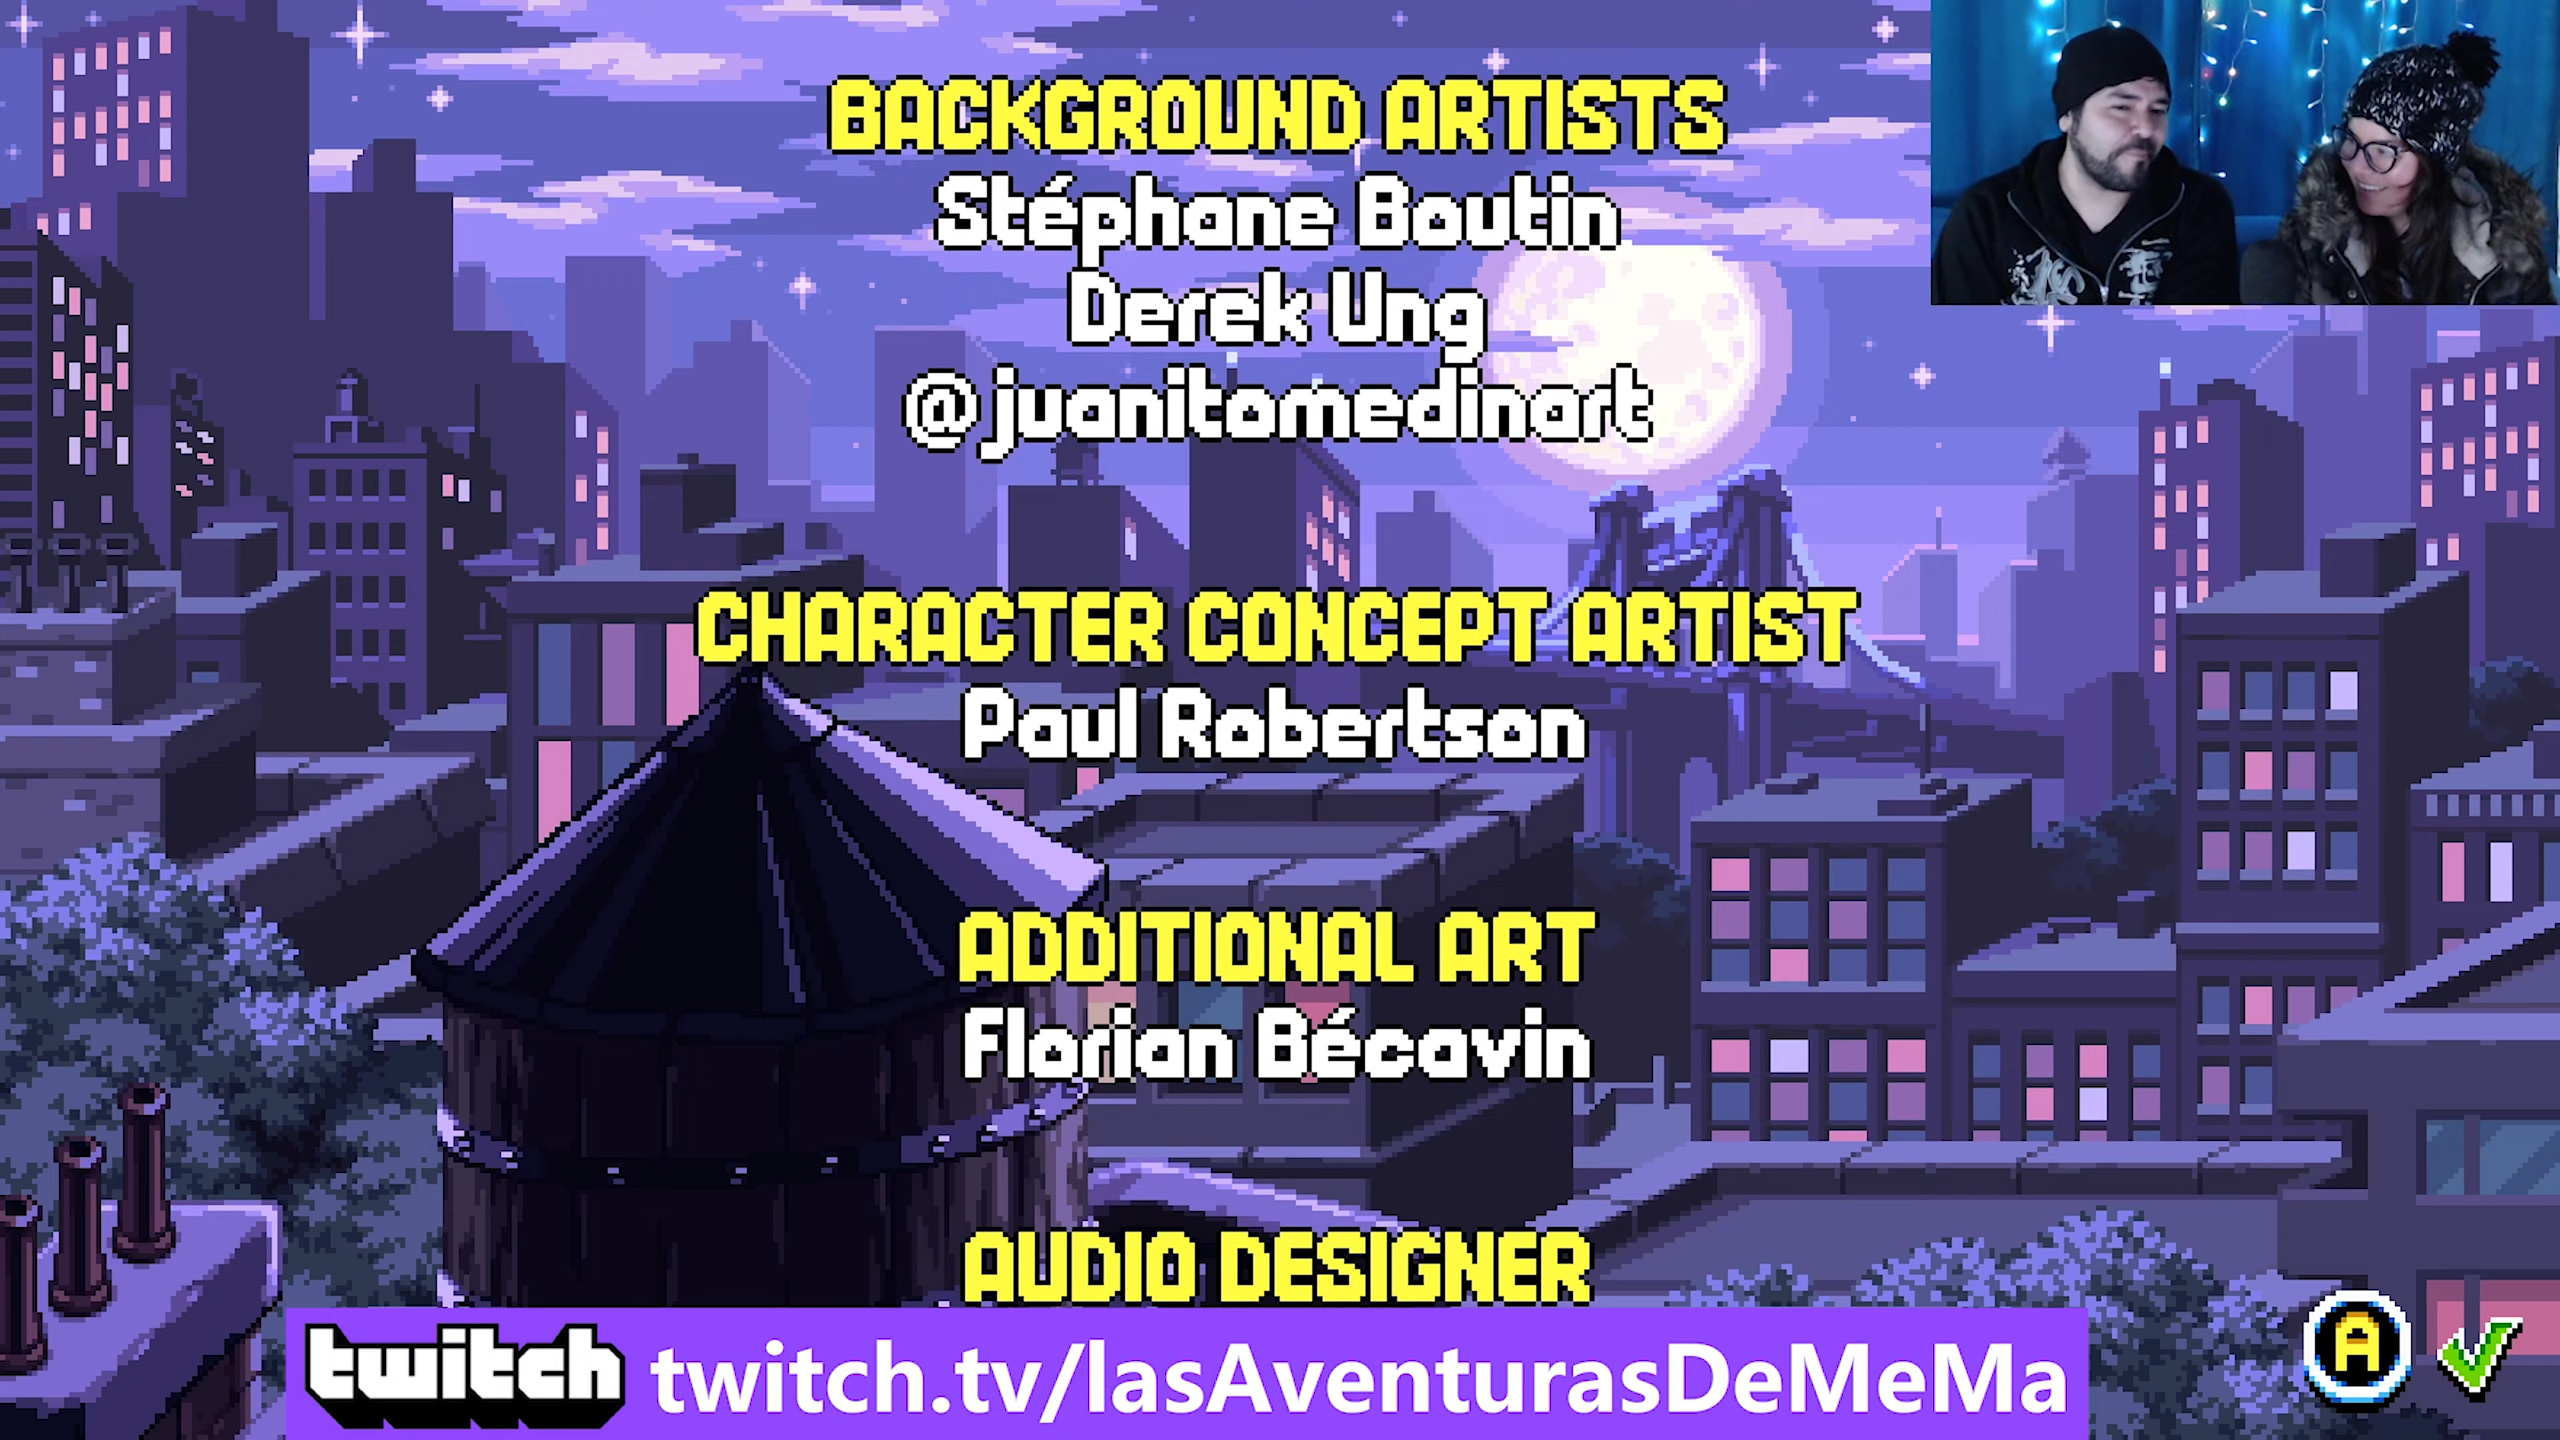 BACKGROUND ARTISTS
Stéphane Boutin
Derek Ung
@juanitomedinart
CHARACTER CONCEPT ARTIST
Paul Robertson
ADDITIONAL ART
Florian Bécavin
AUDIO DESIGNER
twitch twitch.tv/lasAventurasDeMeMa
A